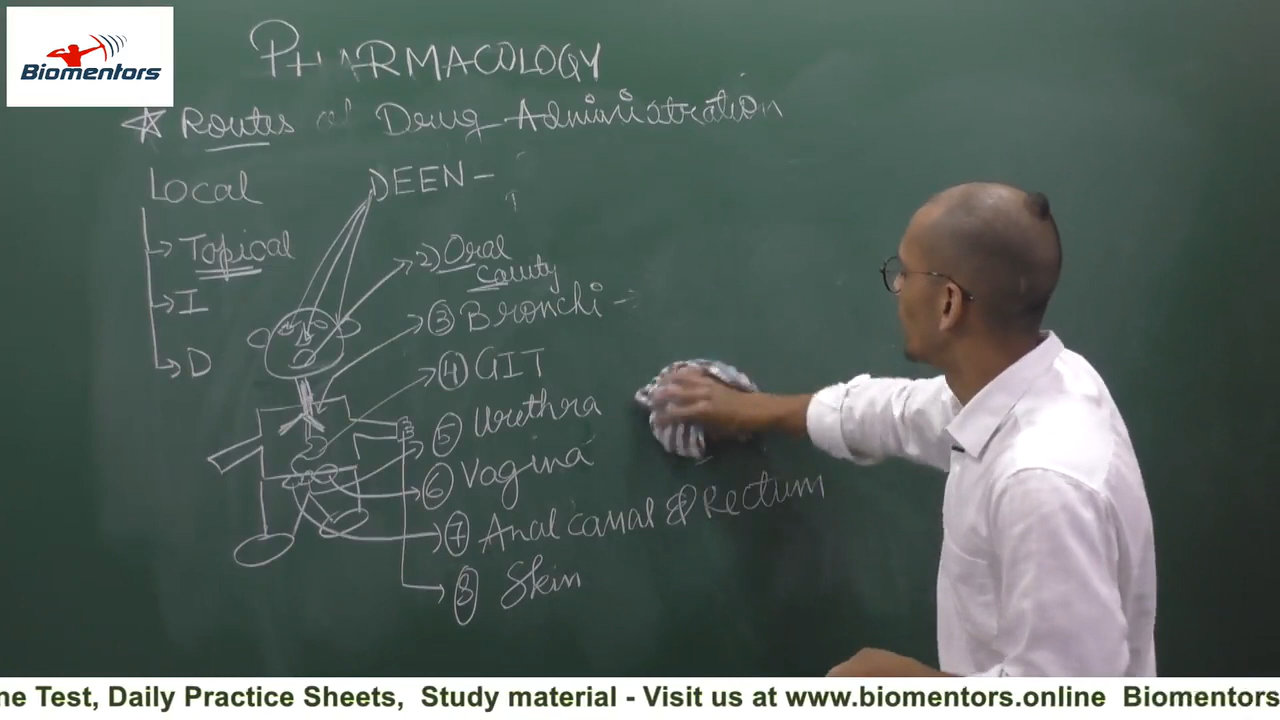 Biomentors
PHARMACOLOGY
☆ Routes of Drug Administration
Local
DEEN -
→ Topical
→ I
→ D
2) Oral
cavity
③ Bronchi →
④ GIT
⑤ Urethra
⑥ Vagina
⑦ Anal canal & Rectum
⑧ Skin
ne Test, Daily Practice Sheets, Study material - Visit us at www.biomentors.online Biomentors